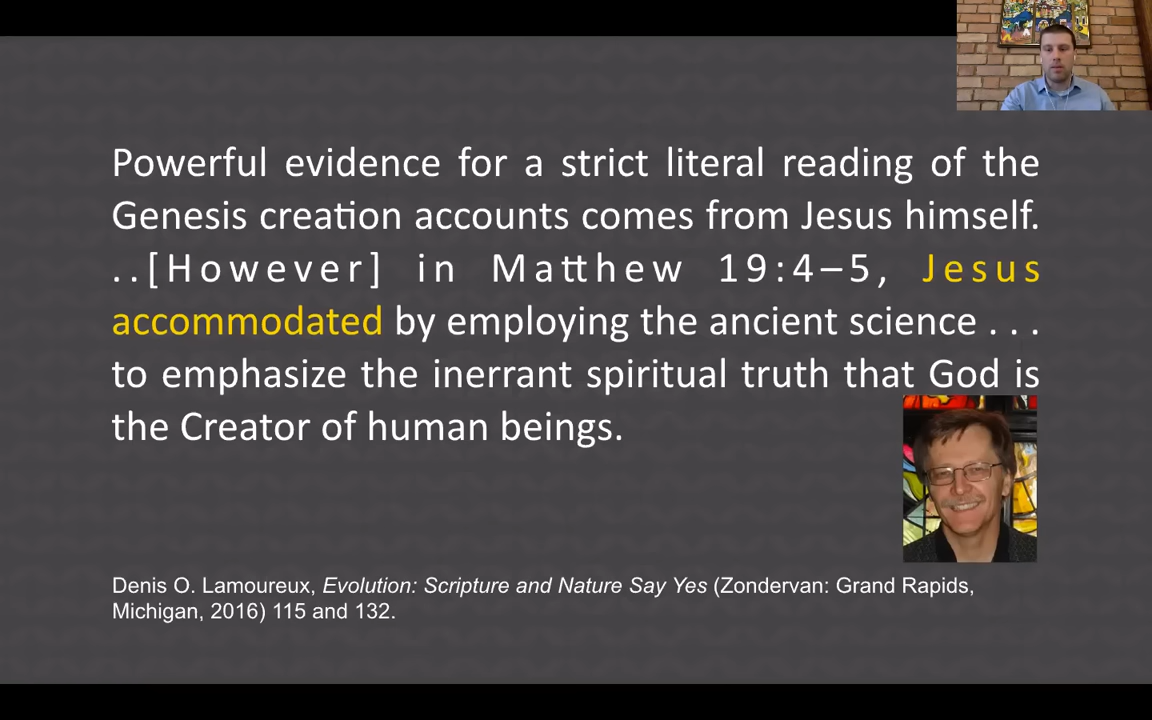 Powerful evidence for a strict literal reading of the
Genesis creation accounts comes from Jesus himself.
. .[However] in Matthew 19:4–5, Jesus
accommodated by employing the ancient science . . .
to emphasize the inerrant spiritual truth that God is
the Creator of human beings.
Denis O. Lamoureux, Evolution: Scripture and Nature Say Yes (Zondervan: Grand Rapids,
Michigan, 2016) 115 and 132.